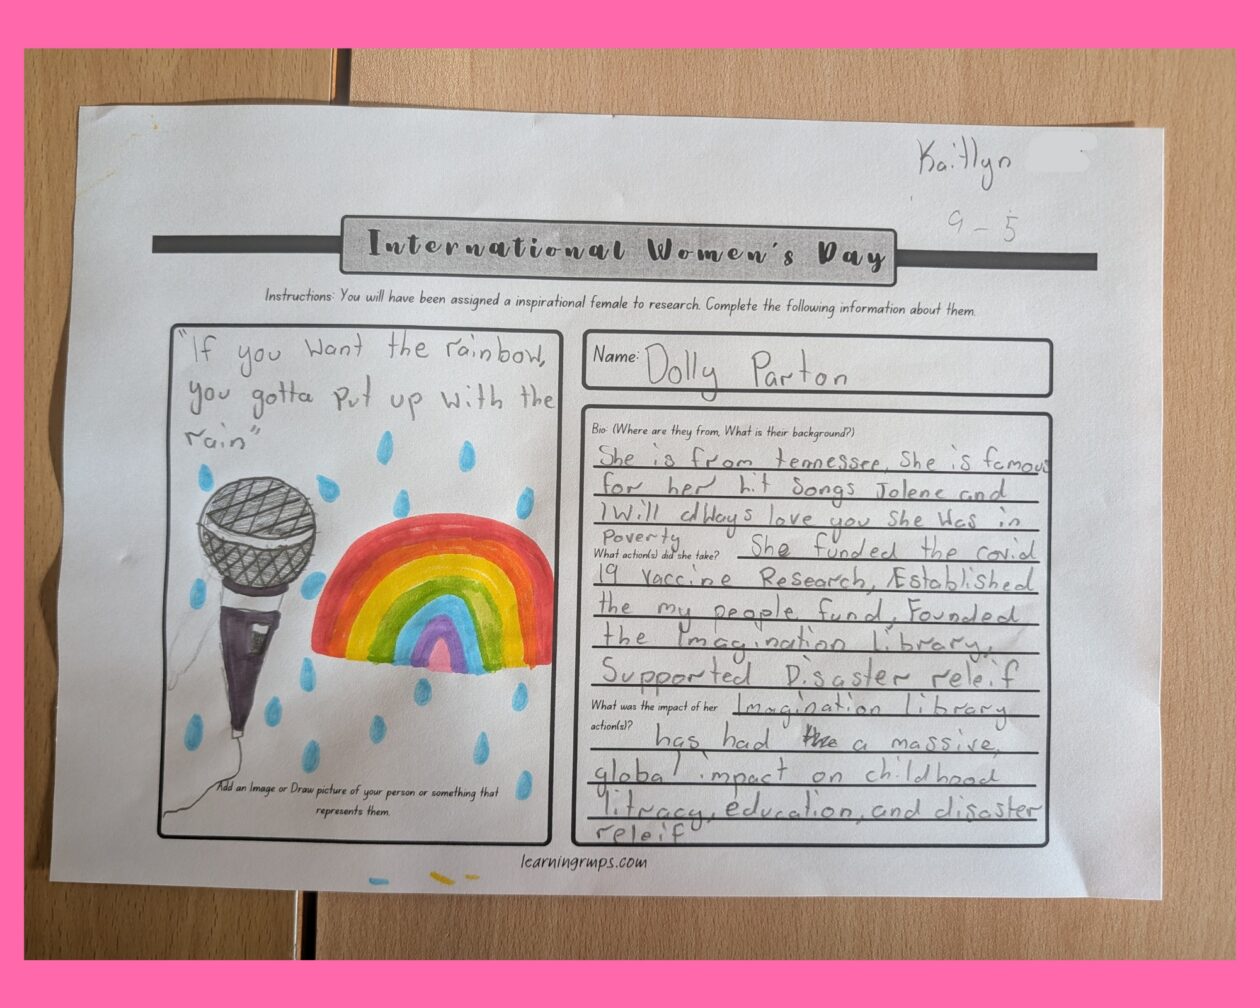 Kaitlyn
9-5
International Women's Day
Instructions: You will have been assigned a inspirational female to research. Complete the following information about them.
"If you want the rainbow,
you gotta put up with the
rain"
Add an Image or Draw picture of your person or something that
represents them.
Name: Dolly Parton
Bio: (Where are they from, What is their background?)
She is from tennessee, She is famous
for her hit Songs Jolene and
I Will always love you She was in
Poverty
What action(s) did she take? She funded the covid
19 vaccine Research, Established
the my people fund, Founded
the Imagination library,
Supported Disaster releif
What was the impact of her Imagination library
action(s)? has had a massive,
global impact on childhood
litracy, education, and disaster
releif
learningrmps.com